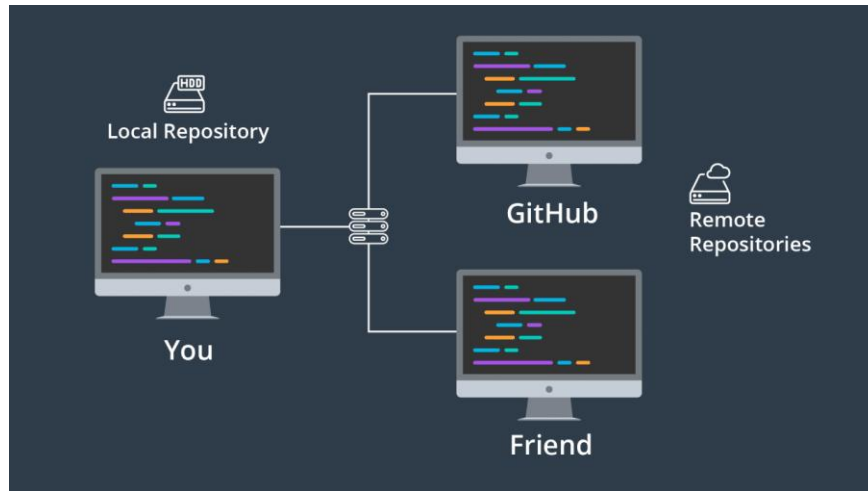 HDD
Local Repository
You
GitHub
Remote
Repositories
Friend